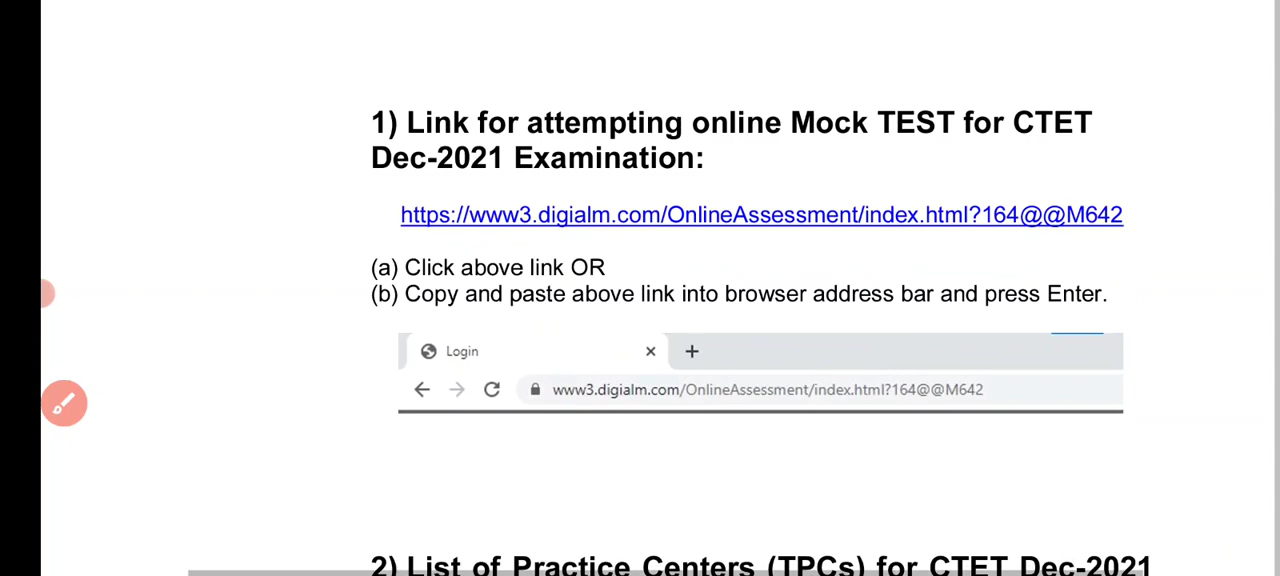 1) Link for attempting online Mock TEST for CTET
Dec-2021 Examination:
https://www3.digialm.com/OnlineAssessment/index.html?164@@M642
(a) Click above link OR
(b) Copy and paste above link into browser address bar and press Enter.
Login
www3.digialm.com/OnlineAssessment/index.html?164@@M642
2) List of Practice Centers (TPCs) for CTET Dec-2021